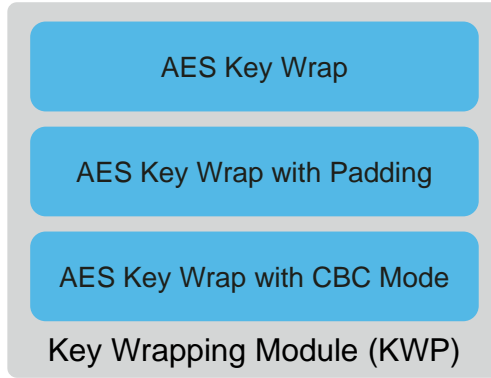 AES Key Wrap
AES Key Wrap with Padding
AES Key Wrap with CBC Mode
Key Wrapping Module (KWP)